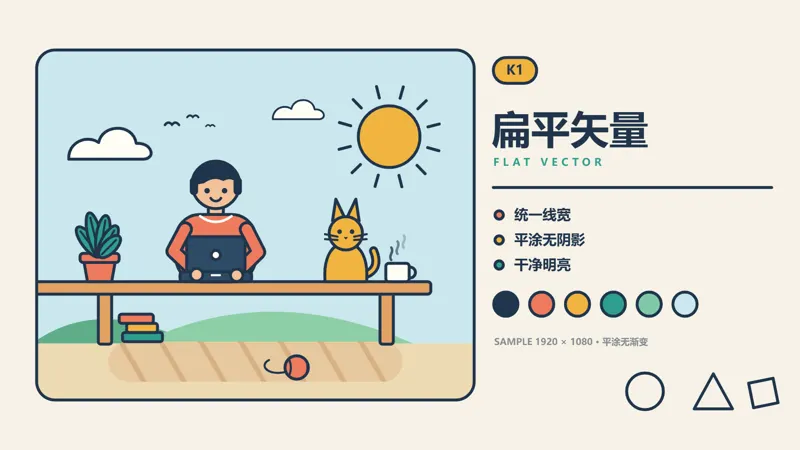 K1
扁平矢量
FLAT VECTOR
统一线宽
平涂无阴影
干净明亮
SAMPLE 1920 × 1080 · 平涂无渐变